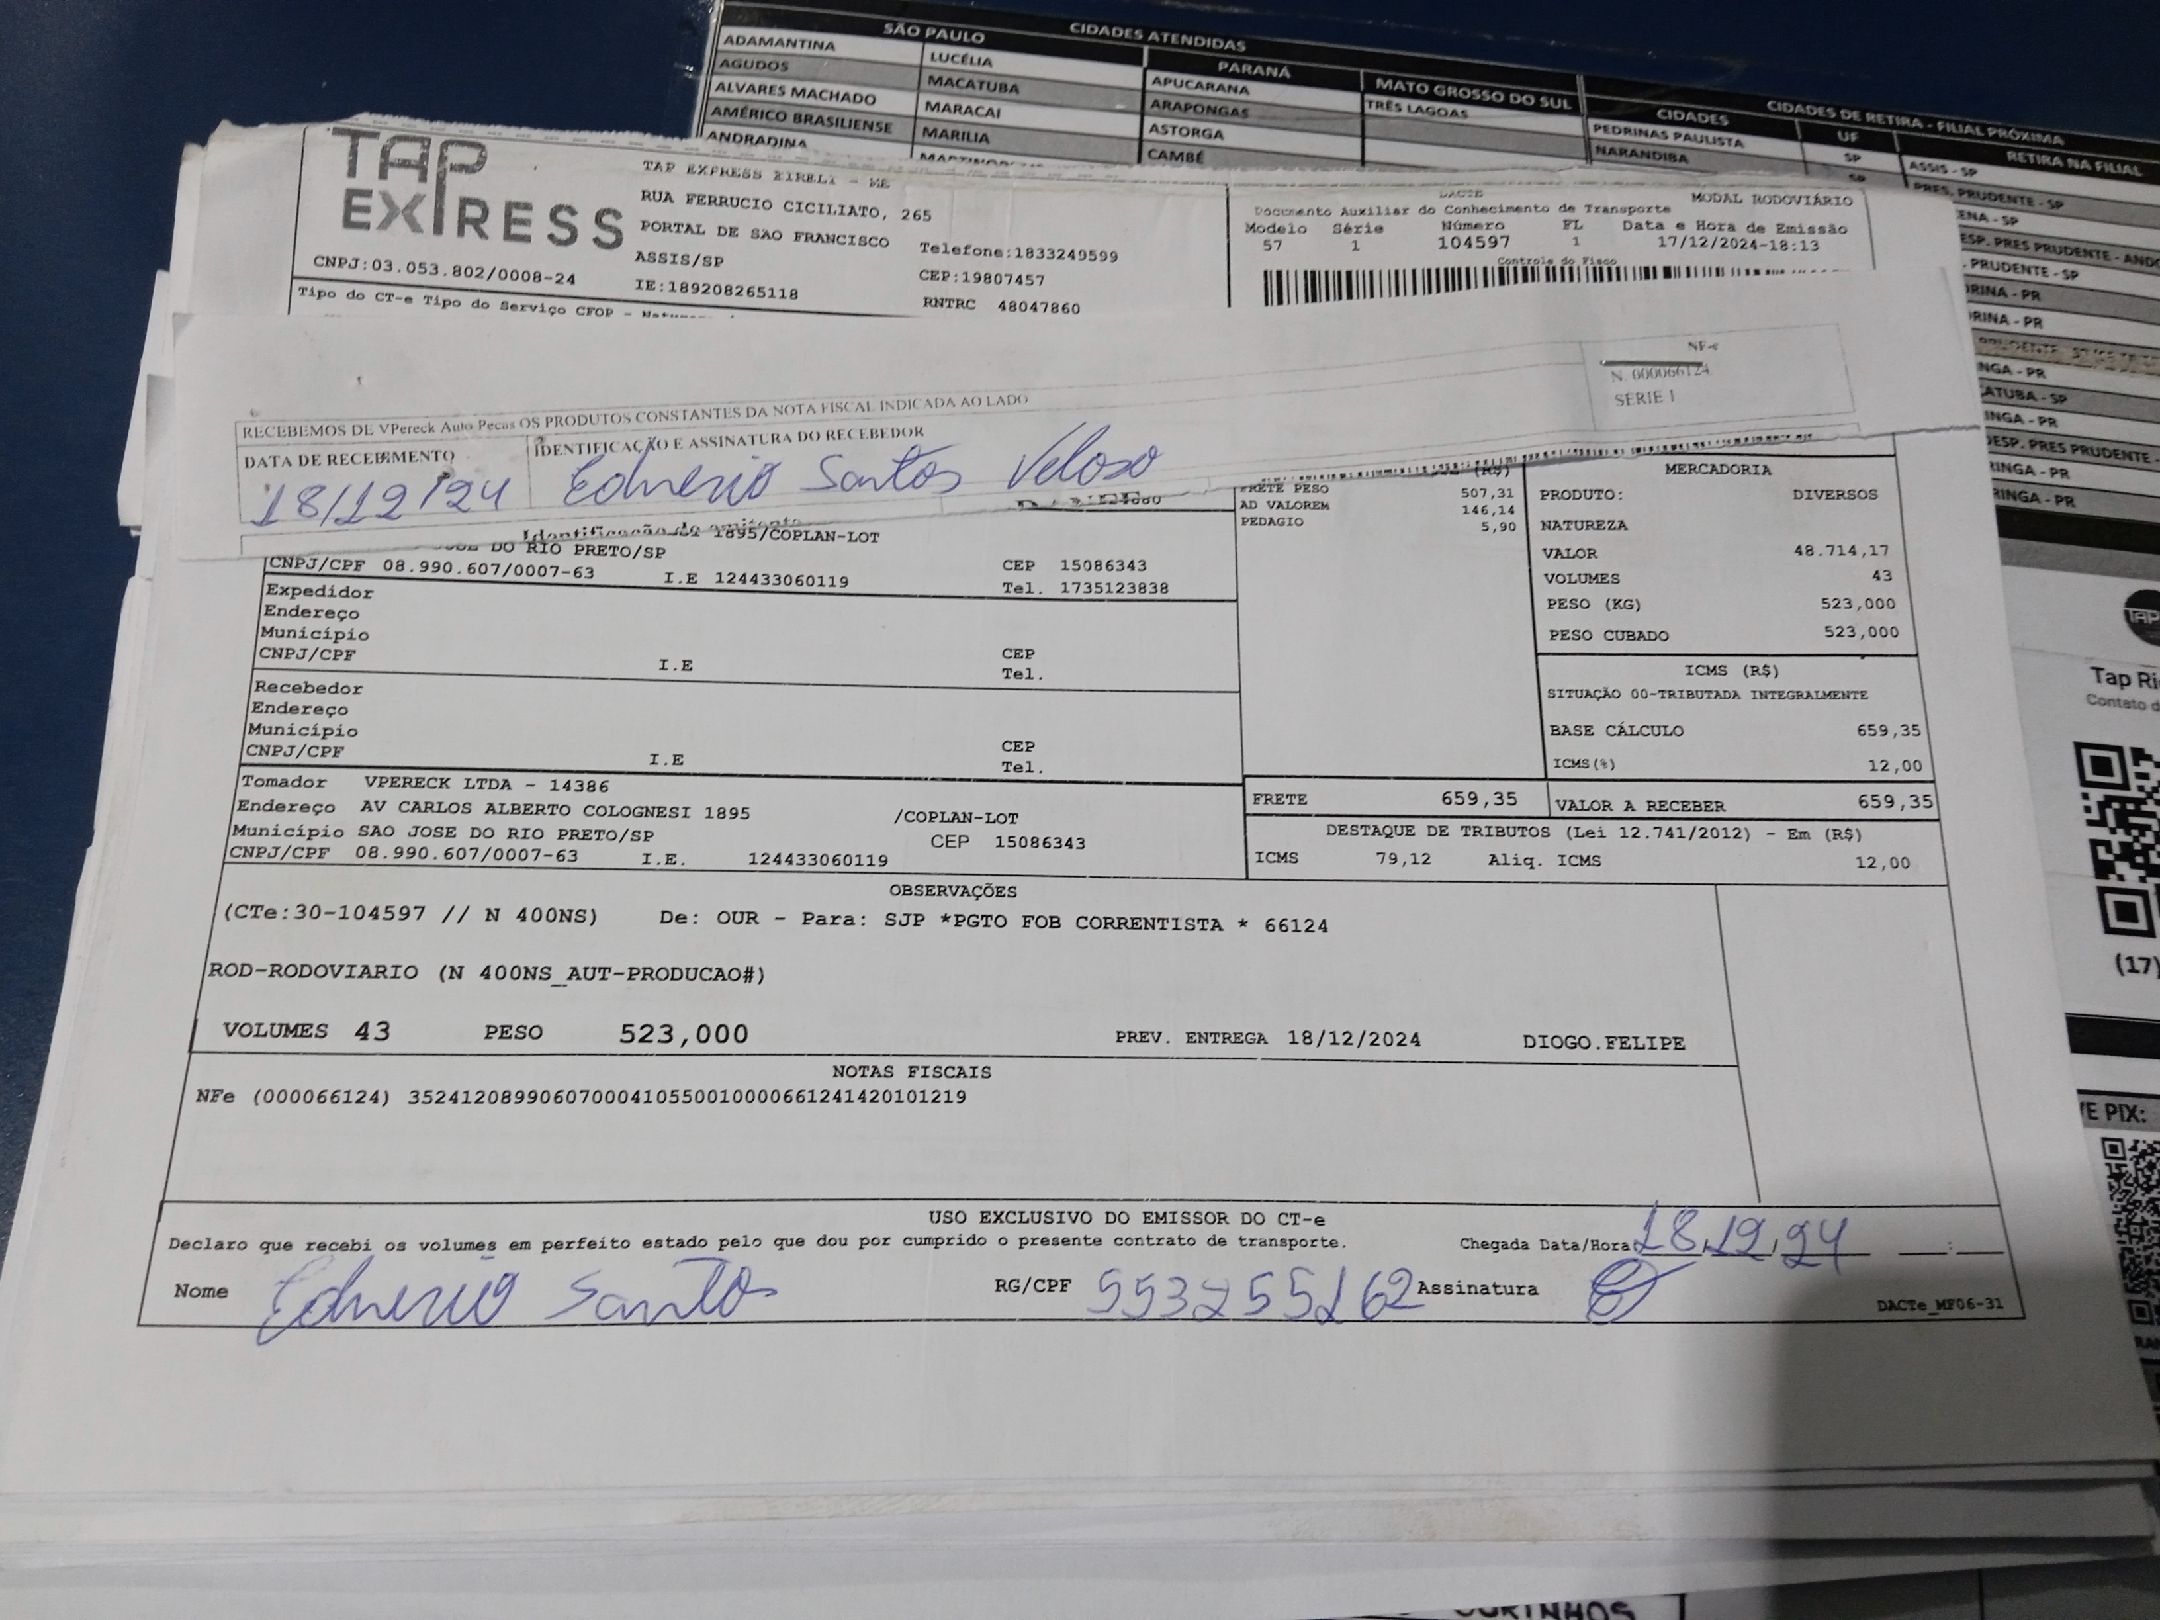 CIDADES ATENDIDAS
SÃO PAULO
PARANÁ
MATO GROSSO DO SUL
ADAMANTINA
LUCÉLIA
APUCARANA
TRÊS LAGOAS
AGUDOS
MACATUBA
ARAPONGAS
ALVARES MACHADO
MARACAI
ASTORGA
AMÉRICO BRASILIENSE
MARILIA
CAMBÉ
ANDRADINA
CIDADES DE RETIRA - FILIAL PRÓXIMA
CIDADES
UF
RETIRA NA FILIAL
PEDRINAS PAULISTA
SP
ASSIS - SP
NARANDIBA
SP
PRES. PRUDENTE - SP
TAP EXPRESS
CNPJ:03.053.802/0008-24
TAP EXPRESS EIRELI - ME
RUA FERRUCIO CICILIATO, 265
PORTAL DE SAO FRANCISCO
Telefone:1833249599
ASSIS/SP
CEP:19807457
IE:189208265118
RNTRC 48047860
DACTE
MODAL RODOVIÁRIO
Documento Auxiliar do Conhecimento de Transporte
Modelo Série Número FL Data e Hora de Emissão
57 1 104597 1 17/12/2024-18:13
Controle do Fisco
Tipo do CT-e Tipo do Serviço CFOP -
NF-e
N. 000066124
SÉRIE 1
RECEBEMOS DE VPereck Auto Pecas OS PRODUTOS CONSTANTES DA NOTA FISCAL INDICADA AO LADO
DATA DE RECEBIMENTO
IDENTIFICAÇÃO E ASSINATURA DO RECEBEDOR
18/12/24 Ednerio Santos Veloso
Identificação do emitente
1895/COPLAN-LOT
DO RIO PRETO/SP
CEP 15086343
CNPJ/CPF 08.990.607/0007-63 I.E 124433060119
Tel. 1735123838
Expedidor
Endereço
Município
CEP
CNPJ/CPF I.E
Tel.
Recebedor
Endereço
Município
CEP
CNPJ/CPF I.E
Tel.
Tomador VPERECK LTDA - 14386
Endereço AV CARLOS ALBERTO COLOGNESI 1895 /COPLAN-LOT
Município SAO JOSE DO RIO PRETO/SP CEP 15086343
CNPJ/CPF 08.990.607/0007-63 I.E. 124433060119
(R$)
FRETE PESO 507,31
AD VALOREM 146,14
PEDAGIO 5,90
MERCADORIA
PRODUTO: DIVERSOS
NATUREZA
VALOR 48.714,17
VOLUMES 43
PESO (KG) 523,000
PESO CUBADO 523,000
ICMS (R$)
SITUAÇÃO 00-TRIBUTADA INTEGRALMENTE
BASE CÁLCULO 659,35
ICMS(%) 12,00
FRETE 659,35
VALOR A RECEBER 659,35
DESTAQUE DE TRIBUTOS (Lei 12.741/2012) - Em (R$)
ICMS 79,12 Aliq. ICMS 12,00
OBSERVAÇÕES
(CTe:30-104597 // N 400NS) De: OUR - Para: SJP *PGTO FOB CORRENTISTA * 66124
ROD-RODOVIARIO (N 400NS_AUT-PRODUCAO#)
VOLUMES 43 PESO 523,000 PREV. ENTREGA 18/12/2024 DIOGO.FELIPE
NOTAS FISCAIS
NFe (000066124) 35241208990607000410550010000661241420101219
USO EXCLUSIVO DO EMISSOR DO CT-e
Declaro que recebi os volumes em perfeito estado pelo que dou por cumprido o presente contrato de transporte.
Chegada Data/Hora 18,12,24 __:__
Nome Ednerio Santos RG/CPF 553255162 Assinatura
DACTe_MF06-31
Tap
(17)
PIX: